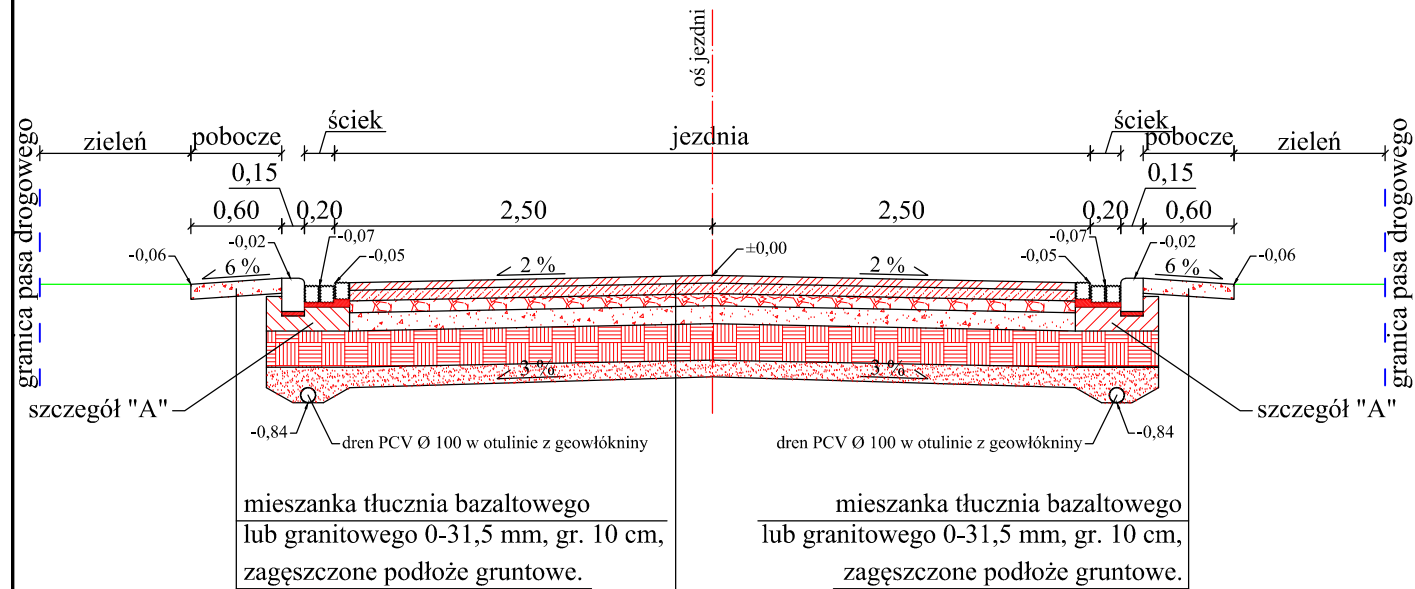 oś jezdni
granica pasa drogowego
zieleń
pobocze
ściek
jezdnia
ściek
pobocze
zieleń
granica pasa drogowego
0,15
0,15
0,60
0,20
2,50
2,50
0,20
0,60
-0,06
-0,02
-0,07
-0,05
±0,00
-0,07
-0,05
-0,02
-0,06
6 %
2 %
2 %
6 %
3 %
3 %
szczegół "A"
szczegół "A"
-0,84
dren PCV Ø 100 w otulinie z geowłókniny
dren PCV Ø 100 w otulinie z geowłókniny
-0,84
mieszanka tłucznia bazaltowego
lub granitowego 0-31,5 mm, gr. 10 cm,
zagęszczone podłoże gruntowe.
mieszanka tłucznia bazaltowego
lub granitowego 0-31,5 mm, gr. 10 cm,
zagęszczone podłoże gruntowe.